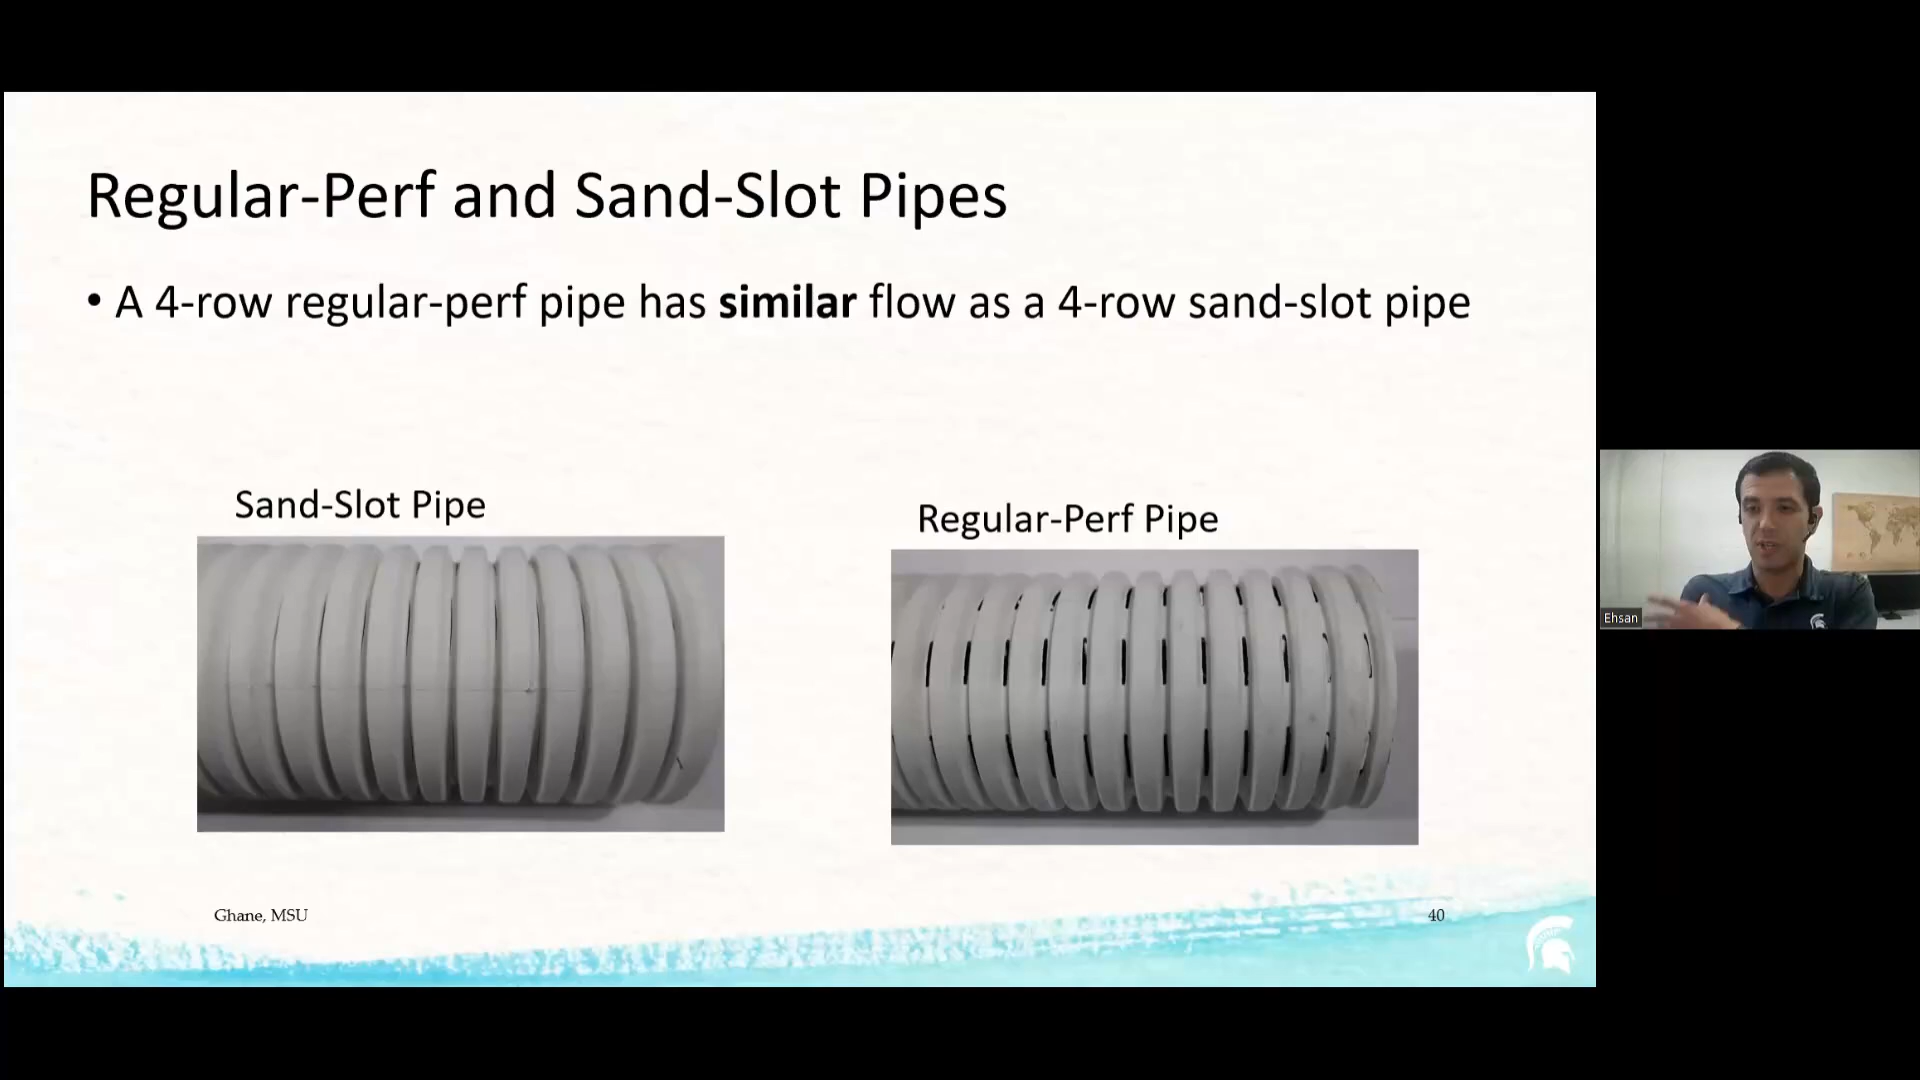 Regular-Perf and Sand-Slot Pipes
• A 4-row regular-perf pipe has similar flow as a 4-row sand-slot pipe
Sand-Slot Pipe
Regular-Perf Pipe
Ehsan
Ghane, MSU
40